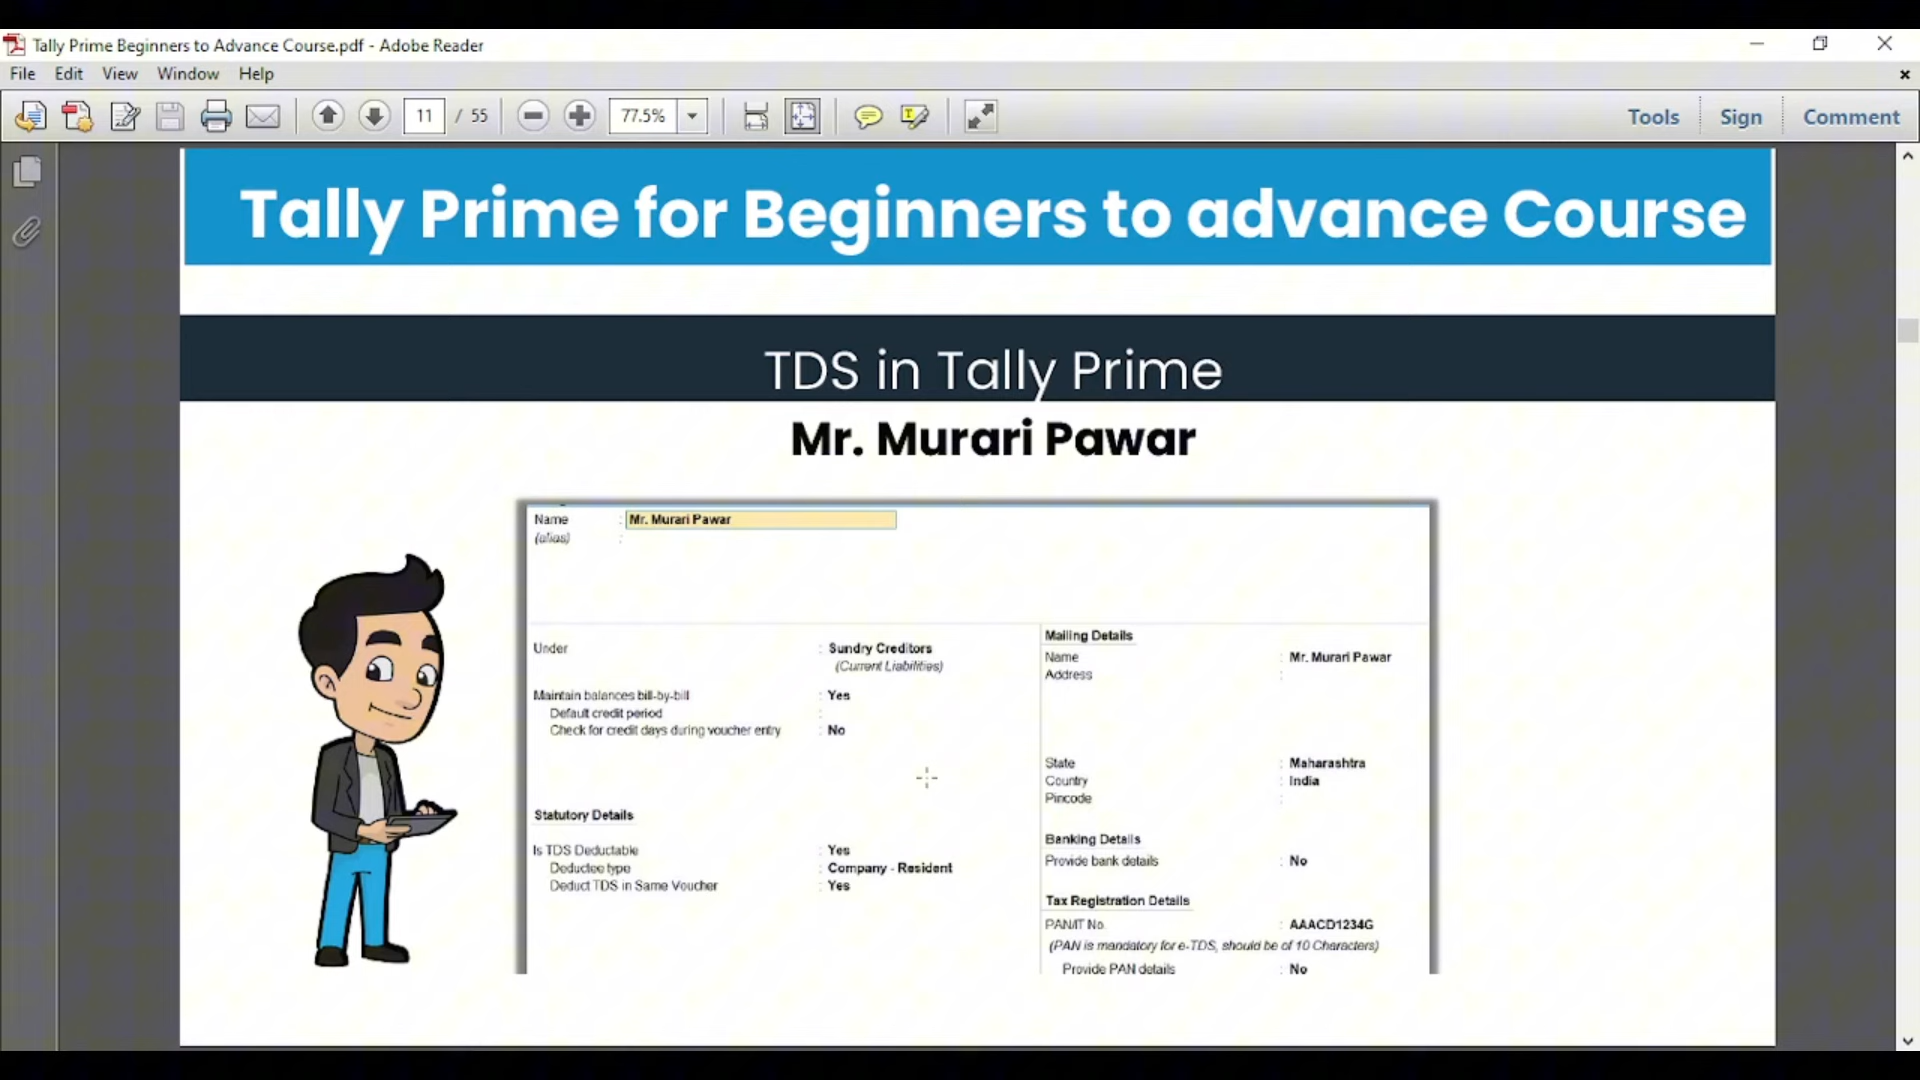 Tally Prime Beginners to Advance Course.pdf - Adobe Reader
File Edit View Window Help
11 / 55 77.5% Tools Sign Comment
Tally Prime for Beginners to advance Course
TDS in Tally Prime
Mr. Murari Pawar
Name : Mr. Murari Pawar
(alias) :
Under : Sundry Creditors
(Current Liabilities)
Maintain balances bill-by-bill : Yes
Default credit period :
Check for credit days during voucher entry : No
Statutory Details
Is TDS Deductable : Yes
Deductee type : Company - Resident
Deduct TDS in Same Voucher : Yes
Mailing Details
Name : Mr. Murari Pawar
Address :
State : Maharashtra
Country : India
Pincode :
Banking Details
Provide bank details : No
Tax Registration Details
PAN/IT No. : AAACD1234G
(PAN is mandatory for e-TDS, should be of 10 Characters)
Provide PAN details : No